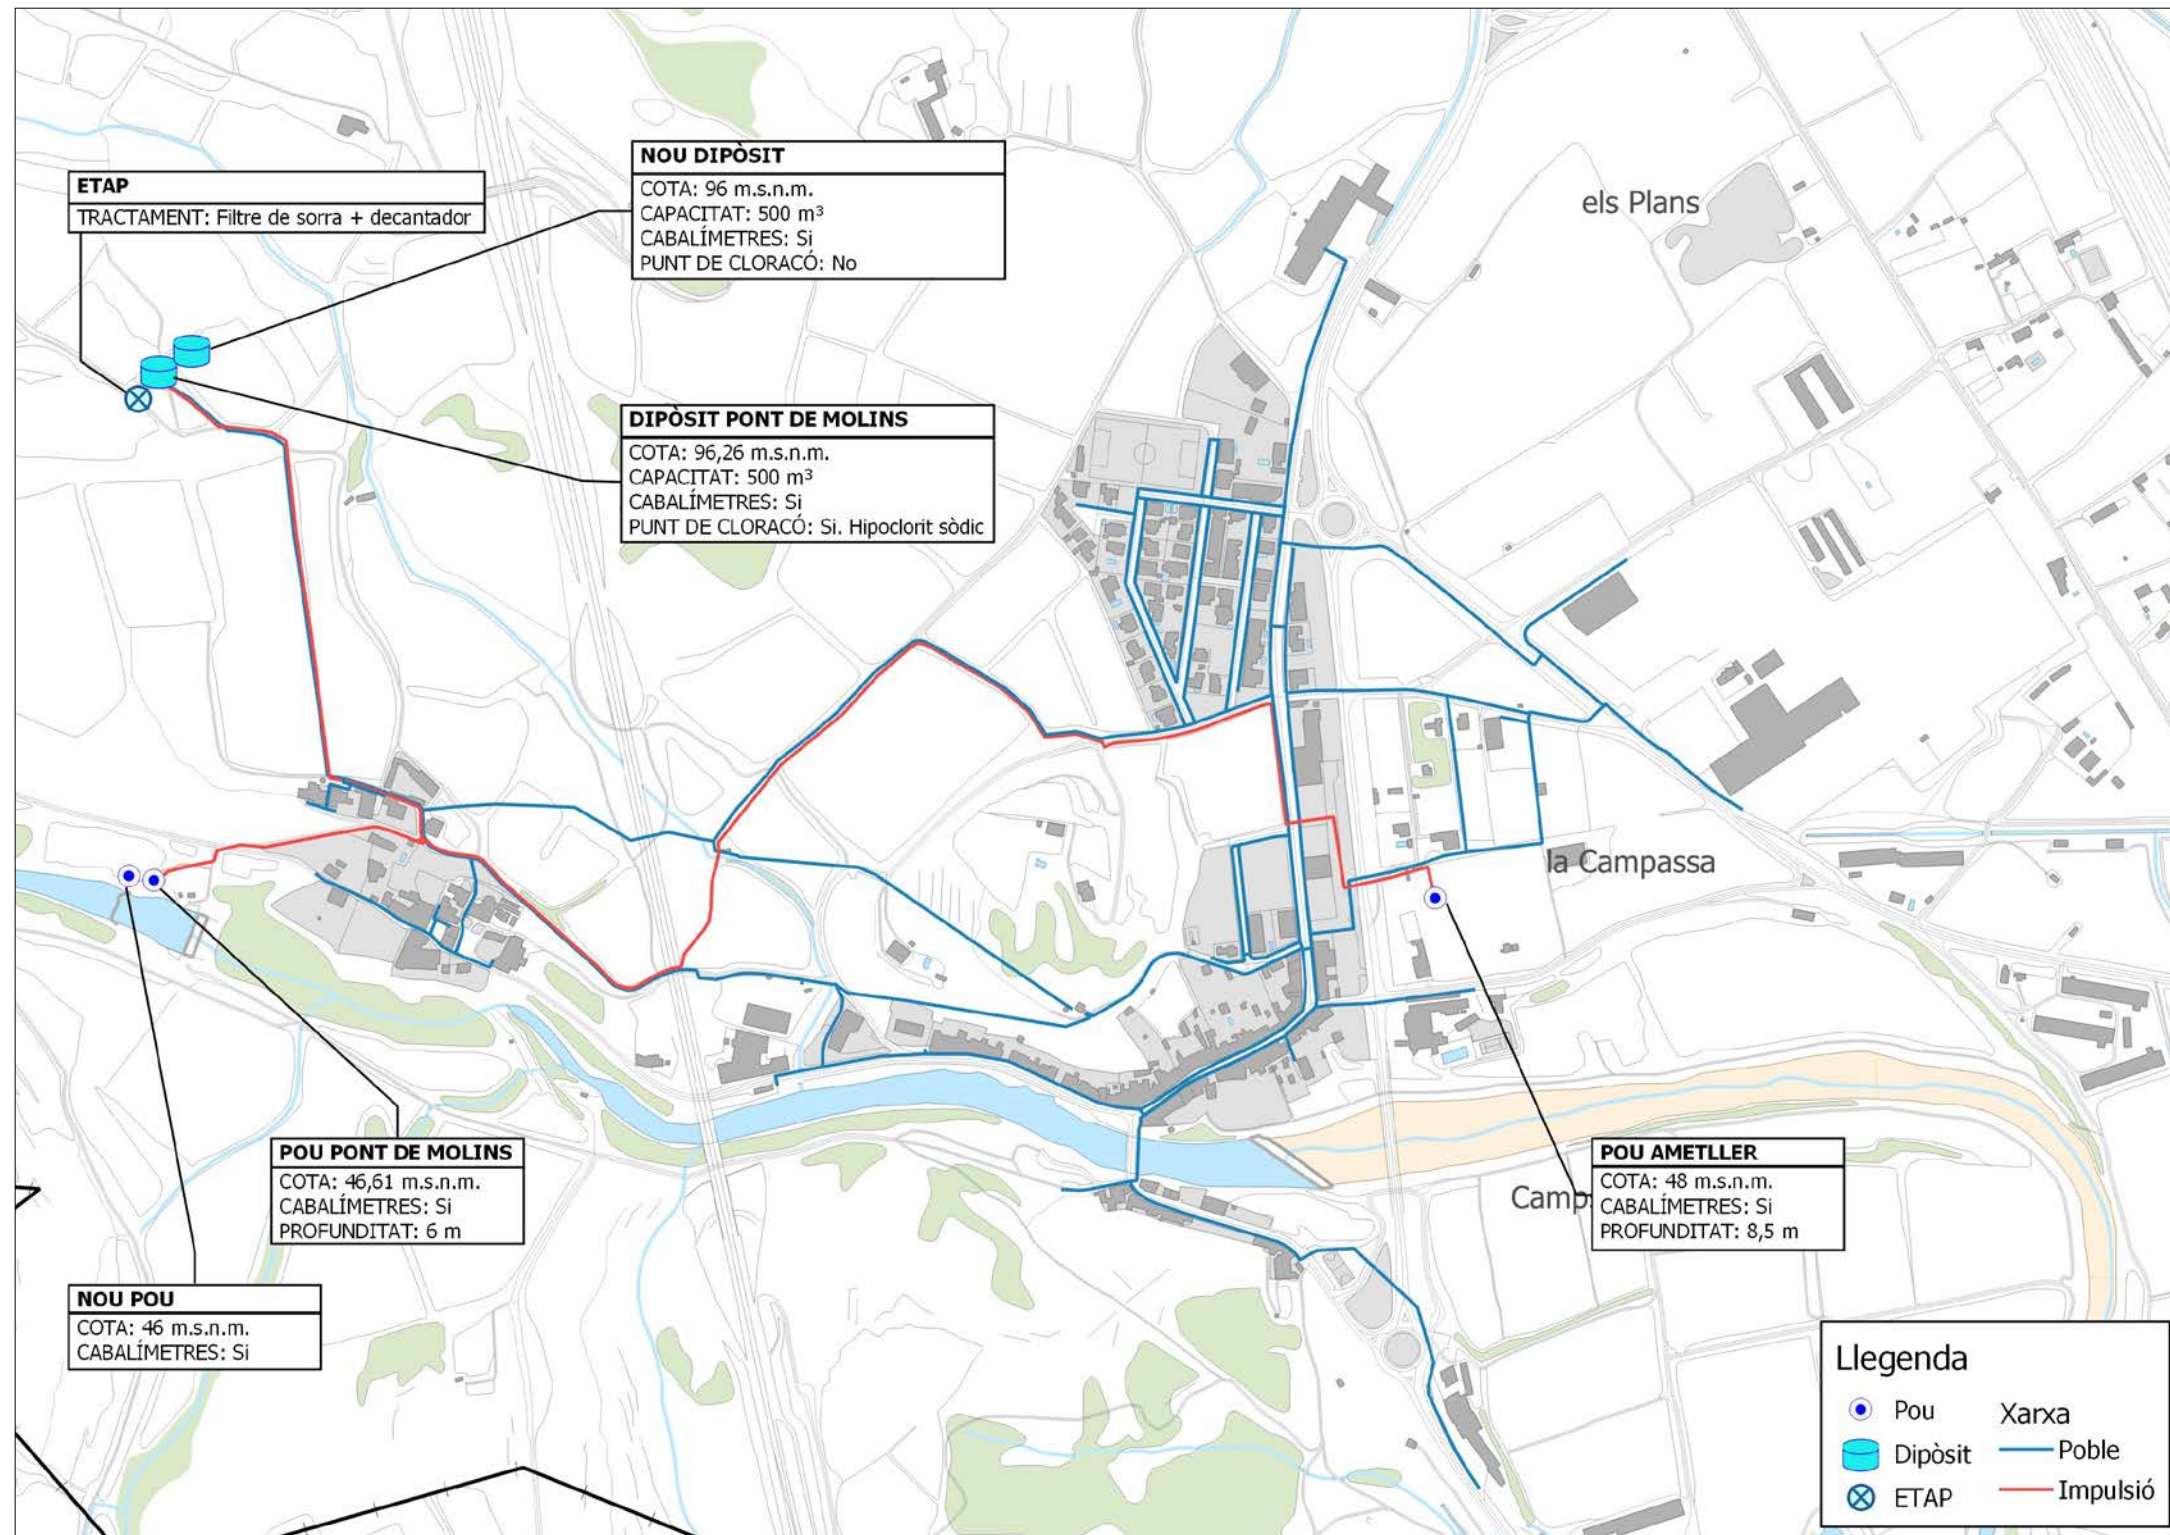 NOU DIPÒSIT
COTA: 96 m.s.n.m.
CAPACITAT: 500 m³
CABALÍMETRES: Si
PUNT DE CLORACÓ: No
ETAP
TRACTAMENT: Filtre de sorra + decantador
els Plans
DIPÒSIT PONT DE MOLINS
COTA: 96,26 m.s.n.m.
CAPACITAT: 500 m³
CABALÍMETRES: Si
PUNT DE CLORACÓ: Si. Hipoclorit sòdic
la Campassa
POU PONT DE MOLINS
COTA: 46,61 m.s.n.m.
CABALÍMETRES: Si
PROFUNDITAT: 6 m
Camp
POU AMETLLER
COTA: 48 m.s.n.m.
CABALÍMETRES: Si
PROFUNDITAT: 8,5 m
NOU POU
COTA: 46 m.s.n.m.
CABALÍMETRES: Si
Llegenda
Pou
Dipòsit
ETAP
Xarxa
Poble
Impulsió